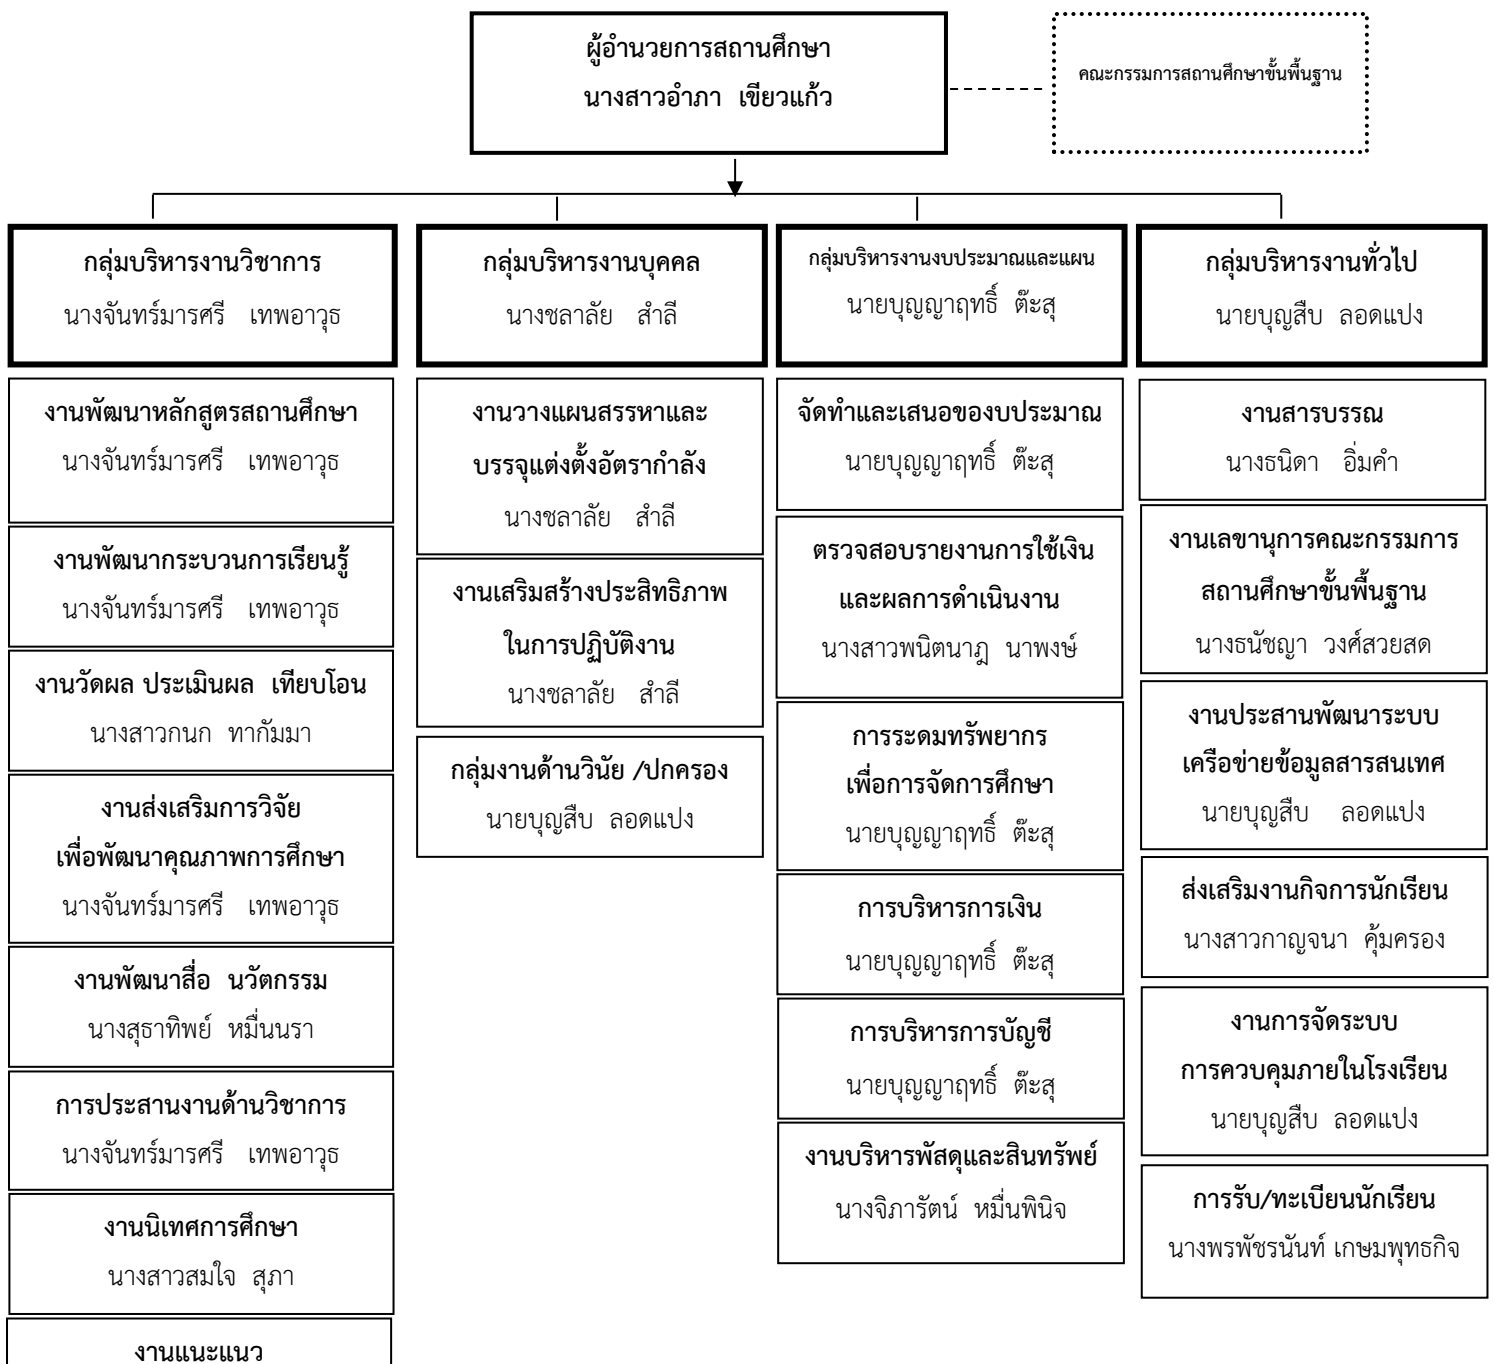 ผู้อำนวยการสถานศึกษา
นางสาวอำภา เขียวแก้ว
คณะกรรมการสถานศึกษาขั้นพื้นฐาน
กลุ่มบริหารงานวิชาการ
นางจันทร์มารศรี เทพอาวุธ
งานพัฒนาหลักสูตรสถานศึกษา
นางจันทร์มารศรี เทพอาวุธ
งานพัฒนากระบวนการเรียนรู้
นางจันทร์มารศรี เทพอาวุธ
งานวัดผล ประเมินผล เทียบโอน
นางสาวกนก ทากัมมา
งานส่งเสริมการวิจัย
เพื่อพัฒนาคุณภาพการศึกษา
นางจันทร์มารศรี เทพอาวุธ
งานพัฒนาสื่อ นวัตกรรม
นางสุธาทิพย์ หมื่นนรา
การประสานงานด้านวิชาการ
นางจันทร์มารศรี เทพอาวุธ
งานนิเทศการศึกษา
นางสาวสมใจ สุภา
งานแนะแนว
กลุ่มบริหารงานบุคคล
นางชลาลัย สำลี
งานวางแผนสรรหาและ
บรรจุแต่งตั้งอัตรากำลัง
นางชลาลัย สำลี
งานเสริมสร้างประสิทธิภาพ
ในการปฏิบัติงาน
นางชลาลัย สำลี
กลุ่มงานด้านวินัย /ปกครอง
นายบุญสืบ ลอดแปง
กลุ่มบริหารงานงบประมาณและแผน
นายบุญญาฤทธิ์ ต๊ะสุ
จัดทำและเสนอของบประมาณ
นายบุญญาฤทธิ์ ต๊ะสุ
ตรวจสอบรายงานการใช้เงิน
และผลการดำเนินงาน
นางสาวพนิตนาฎ นาพงษ์
การระดมทรัพยากร
เพื่อการจัดการศึกษา
นายบุญญาฤทธิ์ ต๊ะสุ
การบริหารการเงิน
นายบุญญาฤทธิ์ ต๊ะสุ
การบริหารการบัญชี
นายบุญญาฤทธิ์ ต๊ะสุ
งานบริหารพัสดุและสินทรัพย์
นางจิภารัตน์ หมื่นพินิจ
กลุ่มบริหารงานทั่วไป
นายบุญสืบ ลอดแปง
งานสารบรรณ
นางธนิดา อิ่มคำ
งานเลขานุการคณะกรรมการ
สถานศึกษาขั้นพื้นฐาน
นางธนัชญา วงศ์สวยสด
งานประสานพัฒนาระบบ
เครือข่ายข้อมูลสารสนเทศ
นายบุญสืบ ลอดแปง
ส่งเสริมงานกิจการนักเรียน
นางสาวกาญจนา คุ้มครอง
งานการจัดระบบ
การควบคุมภายในโรงเรียน
นายบุญสืบ ลอดแปง
การรับ/ทะเบียนนักเรียน
นางพรพัชรนันท์ เกษมพุทธกิจ